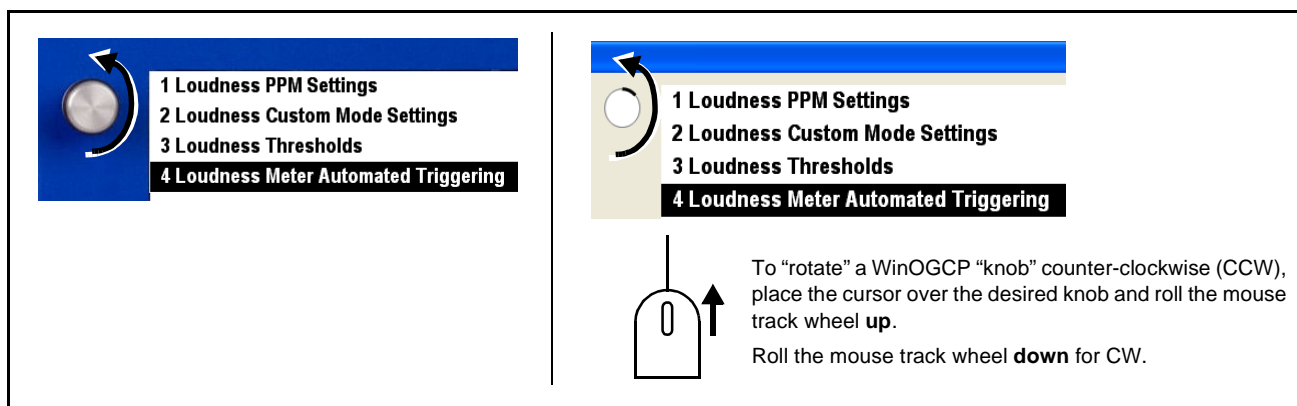 1 Loudness PPM Settings
2 Loudness Custom Mode Settings
3 Loudness Thresholds
4 Loudness Meter Automated Triggering
1 Loudness PPM Settings
2 Loudness Custom Mode Settings
3 Loudness Thresholds
4 Loudness Meter Automated Triggering
To “rotate” a WinOGCP “knob” counter-clockwise (CCW),
place the cursor over the desired knob and roll the mouse
track wheel up.
Roll the mouse track wheel down for CW.